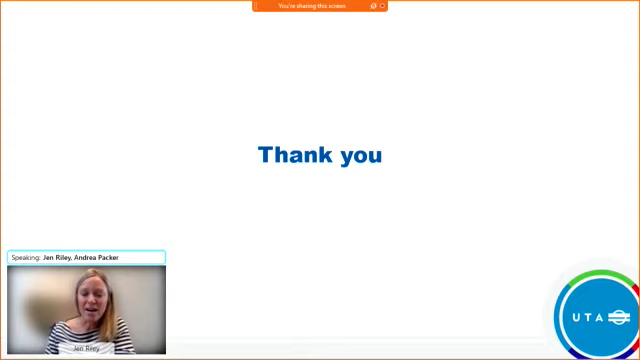 You're sharing this screen
Thank you
Speaking: Jen Riley, Andrea Packer
Jen Riley
UTA